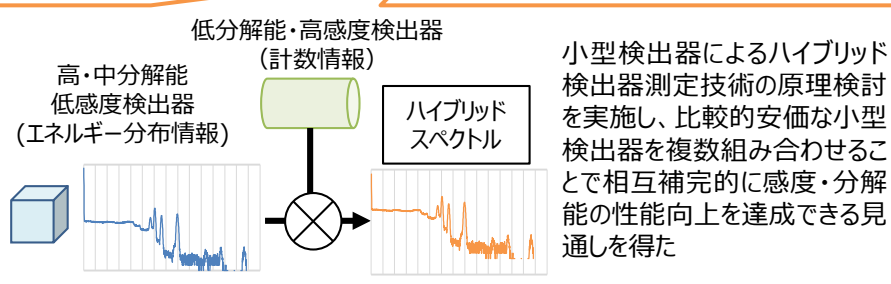 低分解能・高感度検出器
(計数情報)
高・中分解能
低感度検出器
(エネルギー分布情報)
ハイブリッド
スペクトル
小型検出器によるハイブリッド
検出器測定技術の原理検討
を実施し、比較的安価な小型
検出器を複数組み合わせるこ
とで相互補完的に感度・分解
能の性能向上を達成できる見
通しを得た